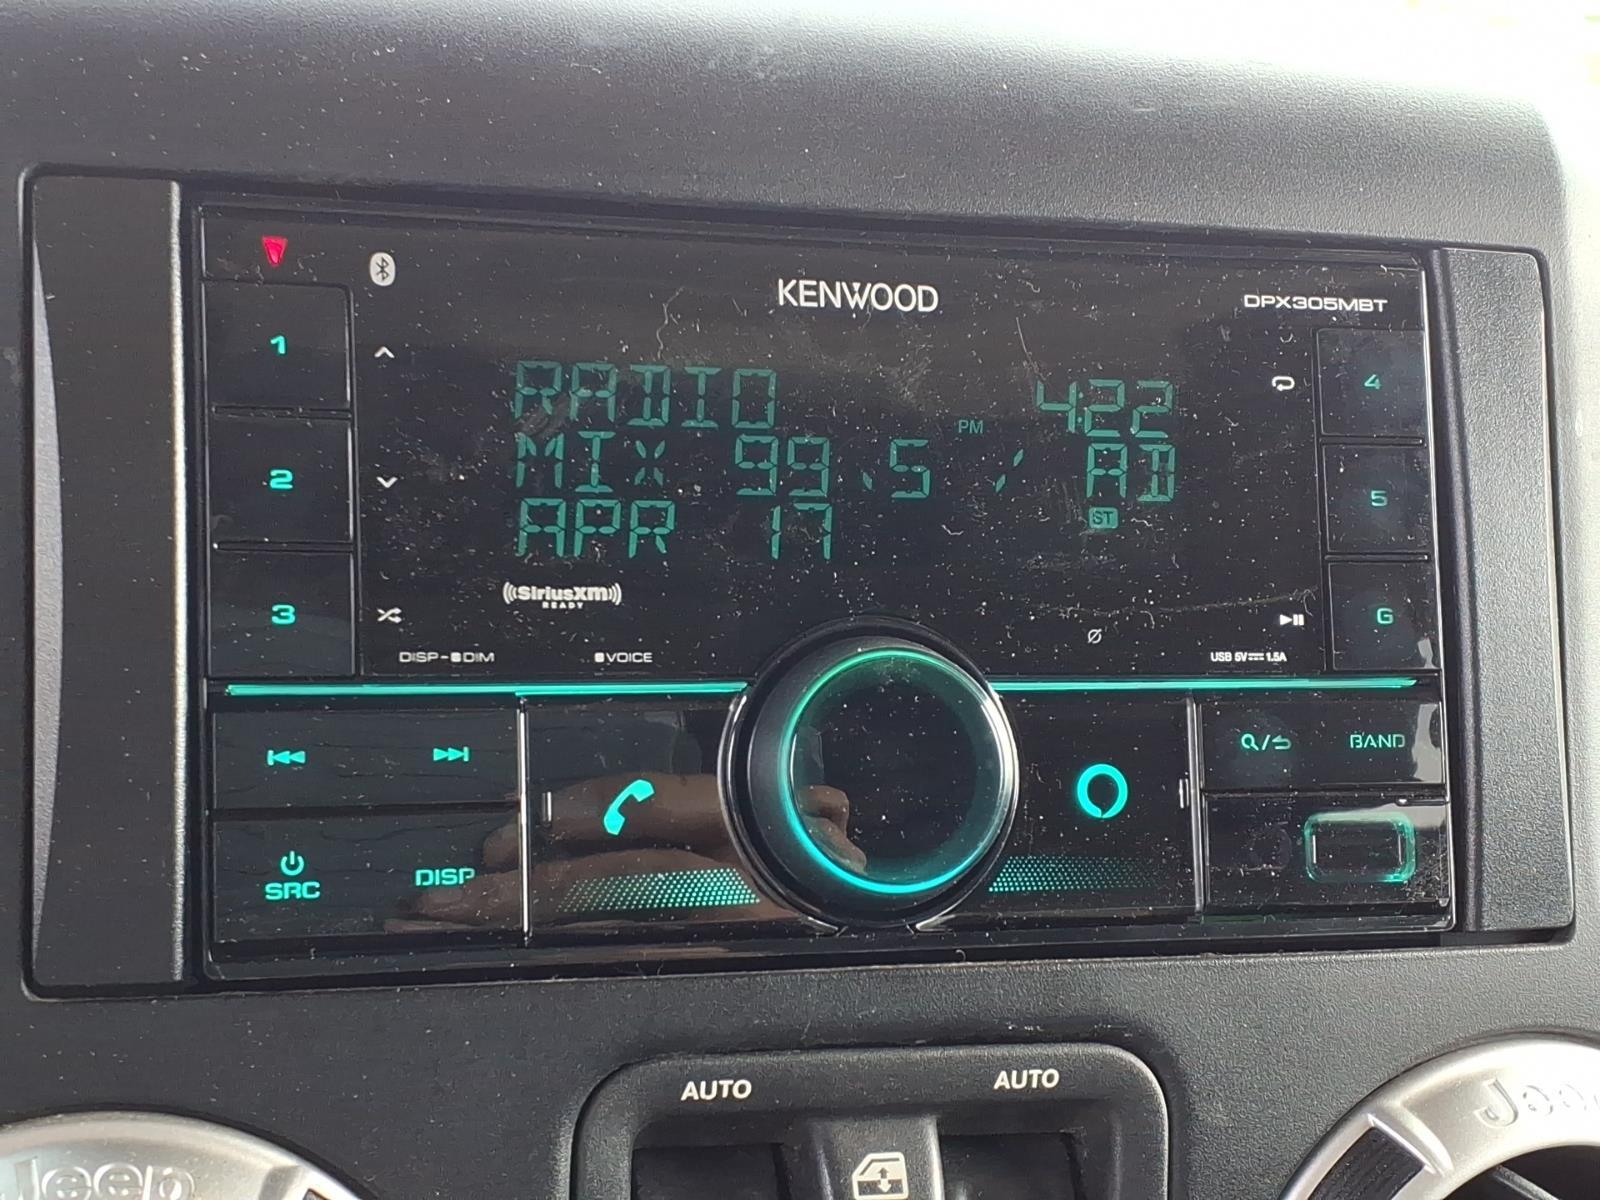 KENWOOD
DPX305MBT
1
2
3
4
5
6
RADIO 4:22
PM
MIX 99.5 / AD
APR 17
ST
SiriusXM
READY
DISP-DIM
VOICE
USB 5V 1.5A
SRC
DISP
BAND
AUTO
AUTO
Jeep
Jeep